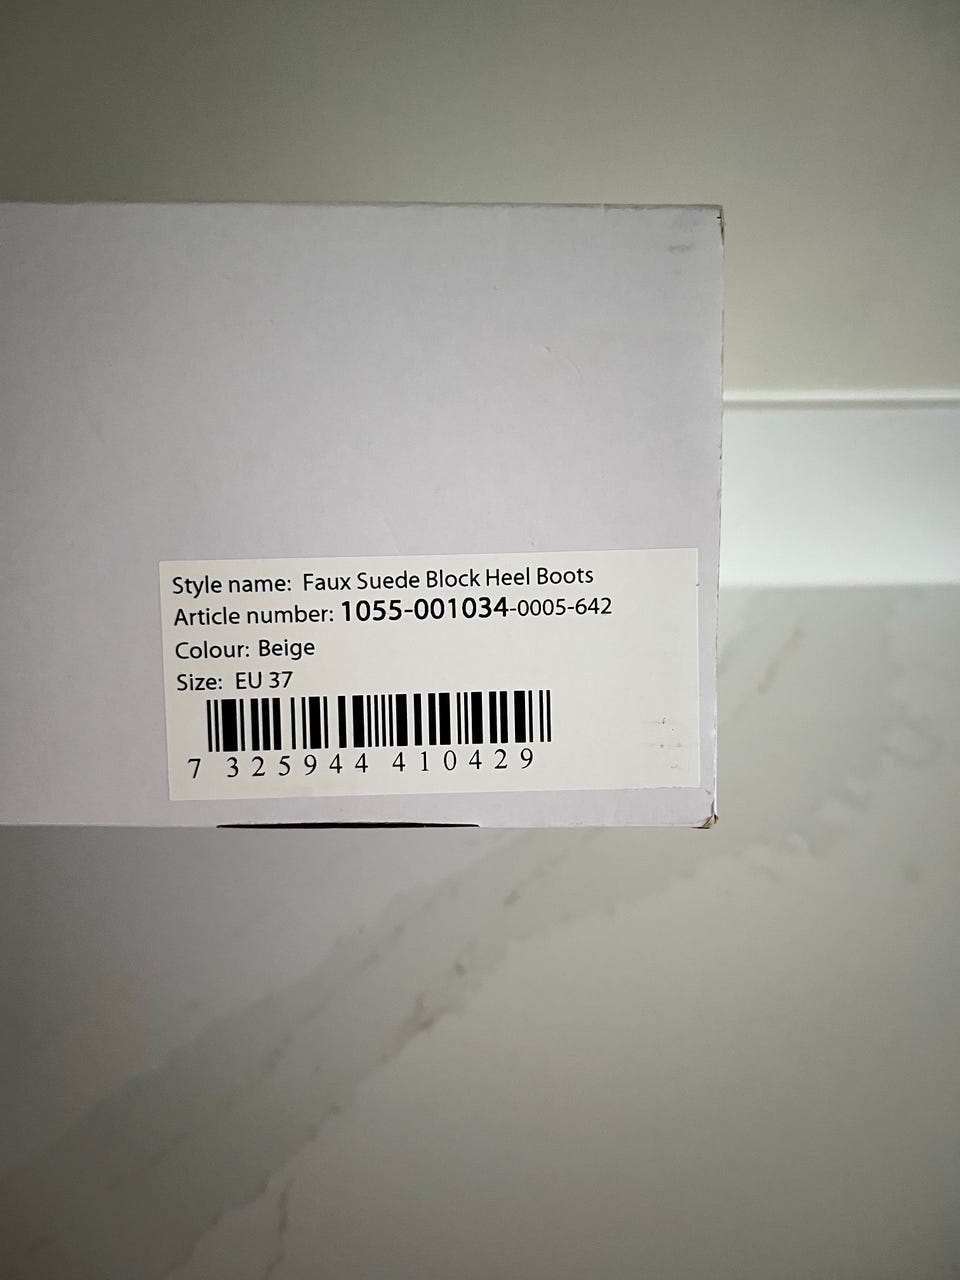 Style name: Faux Suede Block Heel Boots
Article number: 1055-001034-0005-642
Colour: Beige
Size: EU 37
7 325944 410429